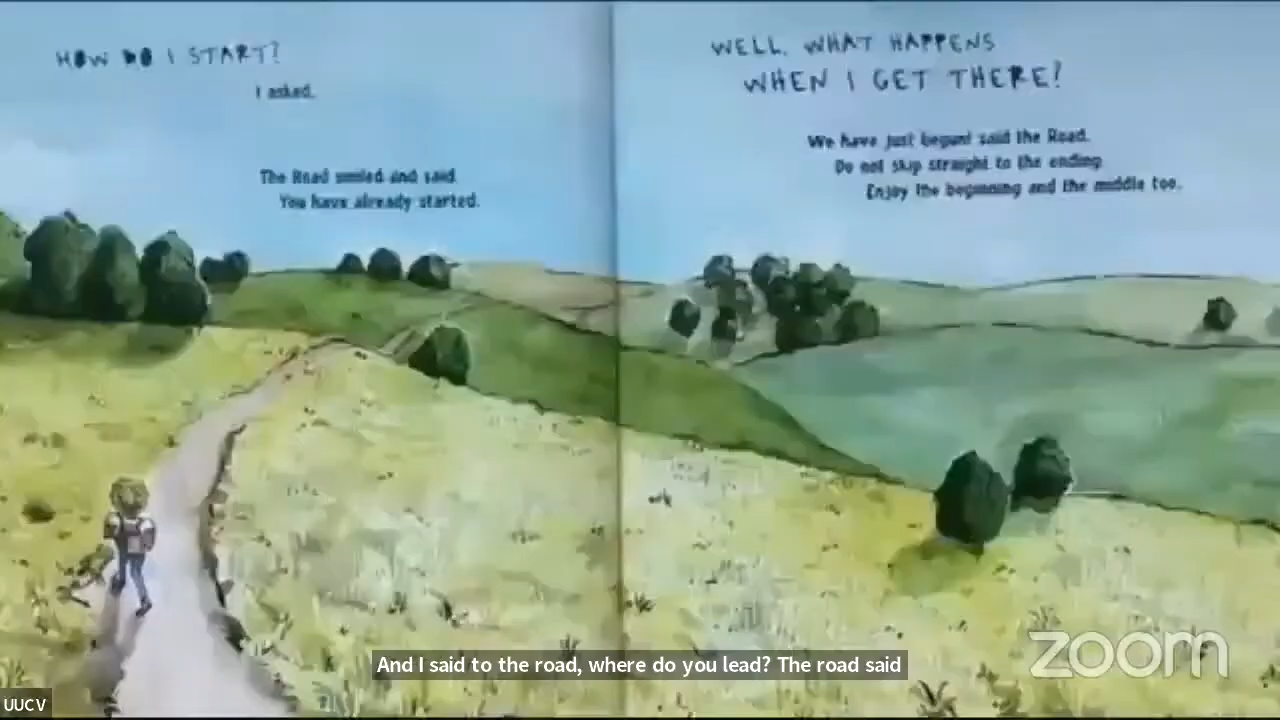 HOW DO I START?
I asked.
The Road smiled and said
You have already started.
WELL, WHAT HAPPENS
WHEN I GET THERE?
We have just begun! said the Road.
Do not skip straight to the ending
Enjoy the beginning and the middle too.
And I said to the road, where do you lead? The road said
zoom
UUCV